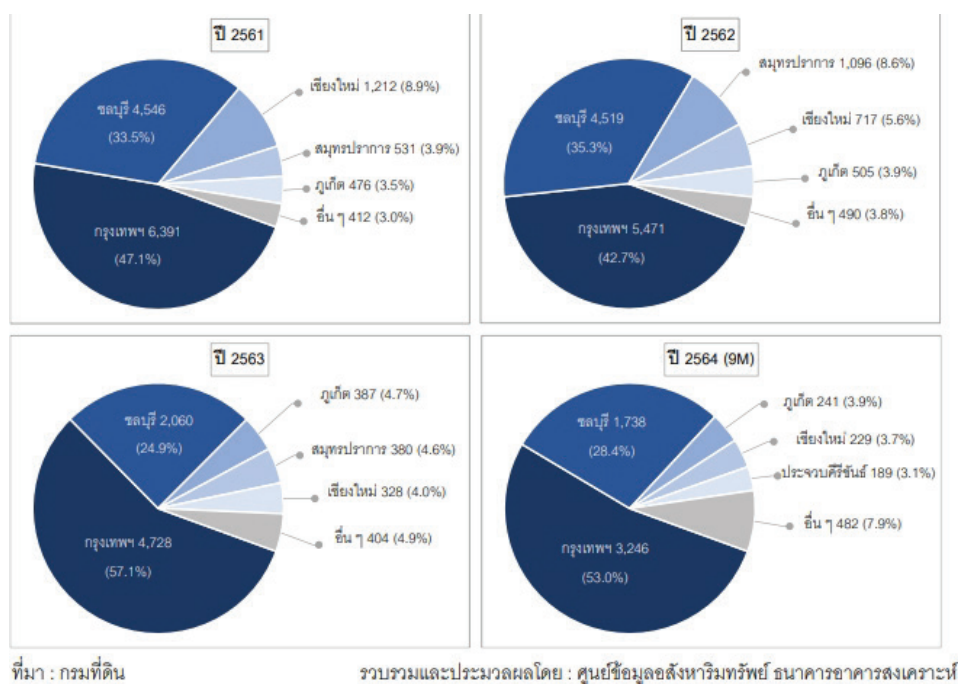 ปี 2561
ชลบุรี 4,546
(33.5%)
เชียงใหม่ 1,212 (8.9%)
สมุทรปราการ 531 (3.9%)
ภูเก็ต 476 (3.5%)
อื่น ๆ 412 (3.0%)
กรุงเทพฯ 6,391
(47.1%)
ปี 2562
สมุทรปราการ 1,096 (8.6%)
ชลบุรี 4,519
(35.3%)
เชียงใหม่ 717 (5.6%)
ภูเก็ต 505 (3.9%)
อื่น ๆ 490 (3.8%)
กรุงเทพฯ 5,471
(42.7%)
ปี 2563
ภูเก็ต 387 (4.7%)
ชลบุรี 2,060
(24.9%)
สมุทรปราการ 380 (4.6%)
เชียงใหม่ 328 (4.0%)
อื่น ๆ 404 (4.9%)
กรุงเทพฯ 4,728
(57.1%)
ปี 2564 (9M)
ภูเก็ต 241 (3.9%)
ชลบุรี 1,738
(28.4%)
เชียงใหม่ 229 (3.7%)
ประจวบคีรีขันธ์ 189 (3.1%)
อื่น ๆ 482 (7.9%)
กรุงเทพฯ 3,246
(53.0%)
ที่มา : กรมที่ดิน
รวบรวมและประมวลผลโดย : ศูนย์ข้อมูลอสังหาริมทรัพย์ ธนาคารอาคารสงเคราะห์